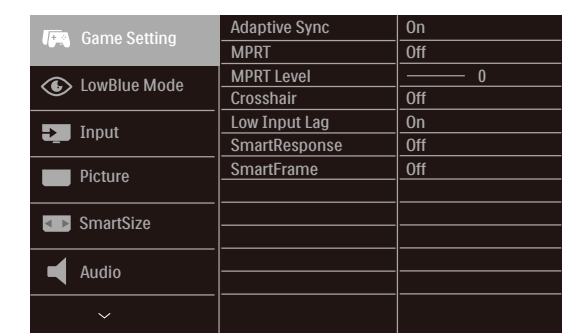 Game Setting
LowBlue Mode
Input
Picture
SmartSize
Audio
Adaptive Sync On
MPRT Off
MPRT Level 0
Crosshair Off
Low Input Lag On
SmartResponse Off
SmartFrame Off